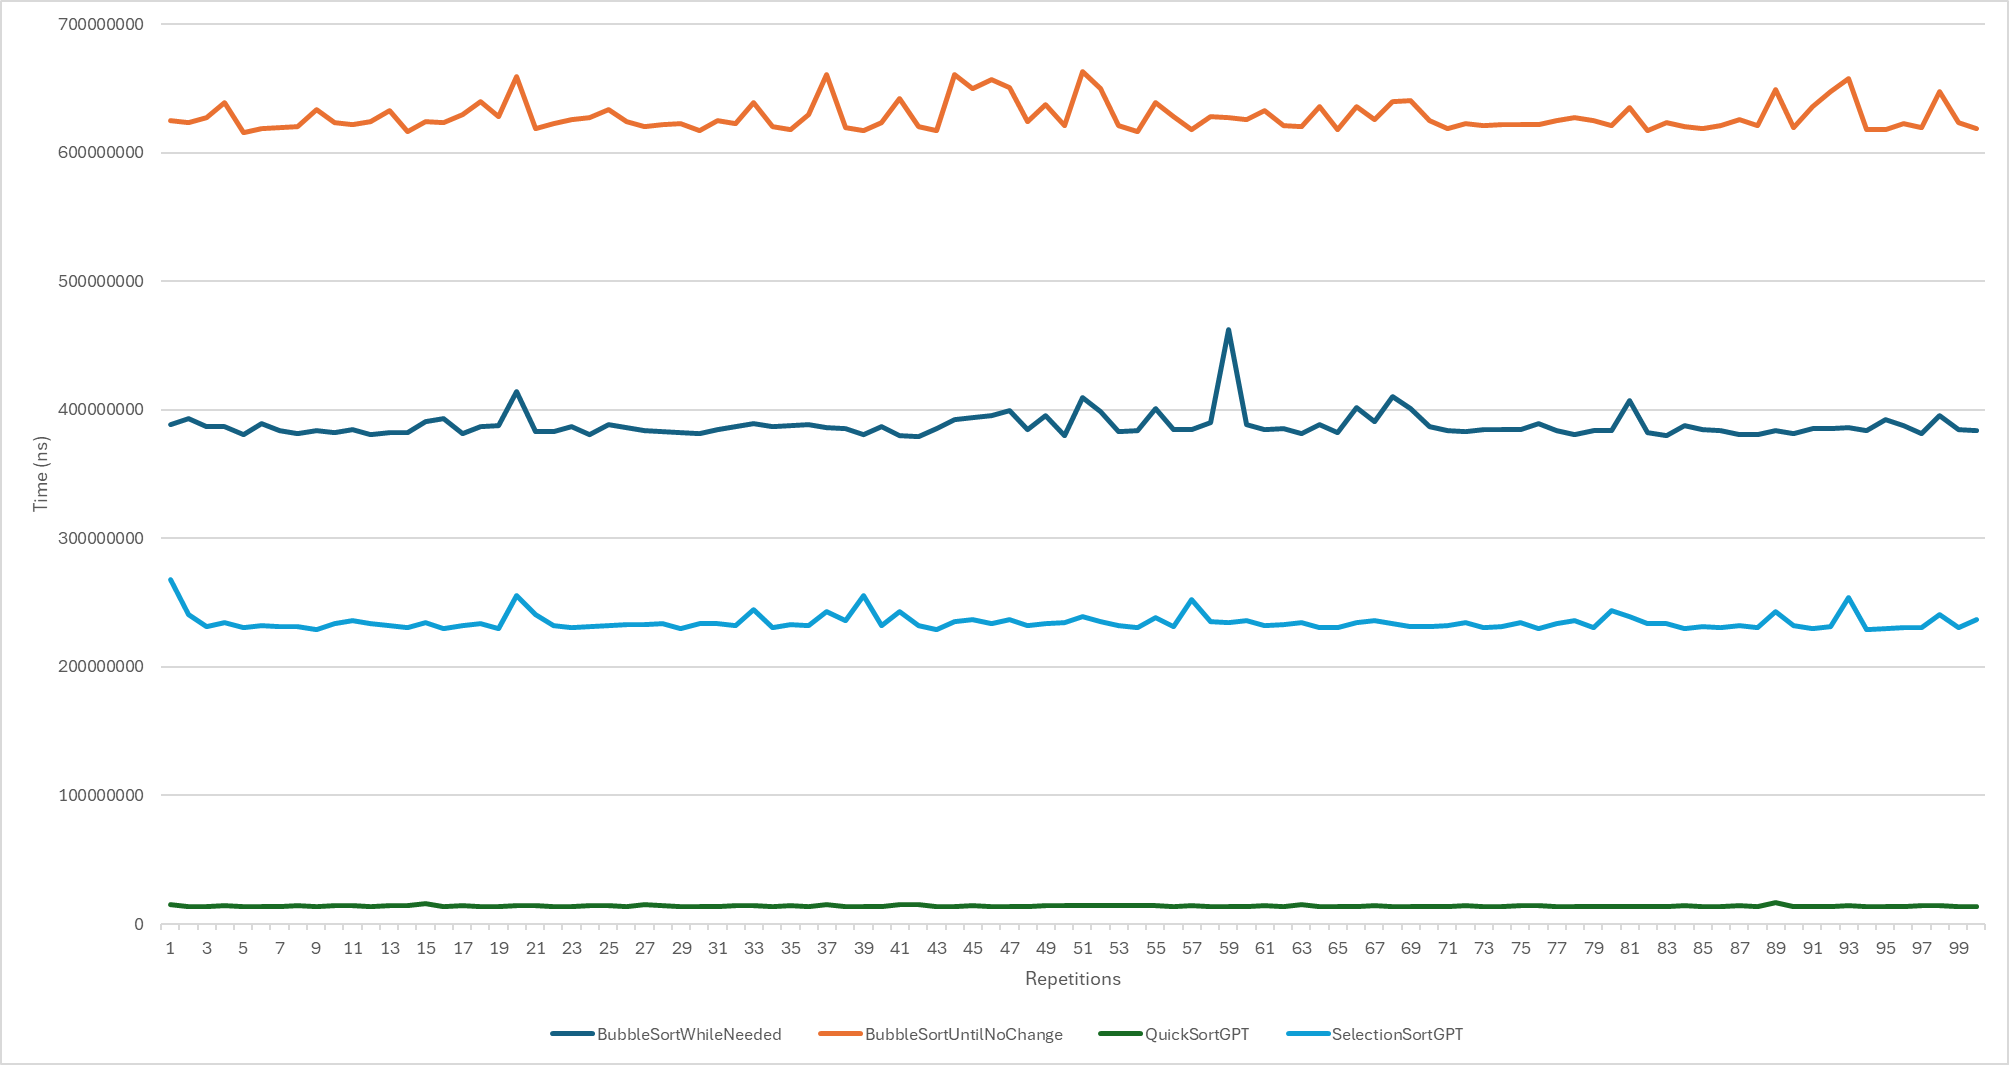 700000000
600000000
500000000
400000000
300000000
200000000
100000000
0
Time (ns)
1 3 5 7 9 11 13 15 17 19 21 23 25 27 29 31 33 35 37 39 41 43 45 47 49 51 53 55 57 59 61 63 65 67 69 71 73 75 77 79 81 83 85 87 89 91 93 95 97 99
Repetitions
BubbleSortWhileNeeded BubbleSortUntilNoChange QuickSortGPT SelectionSortGPT